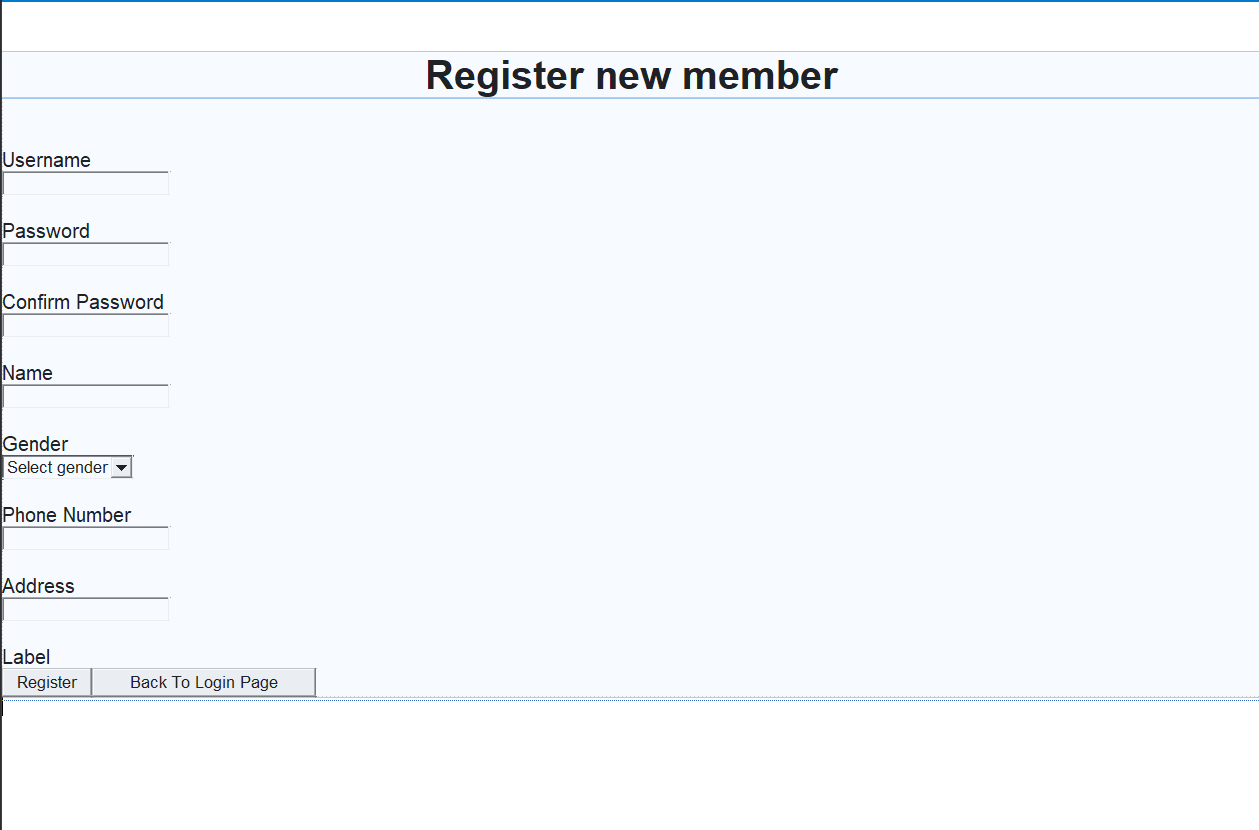 Register new member
Username
Password
Confirm Password
Name
Gender
Select gender
Phone Number
Address
Label
Register Back To Login Page